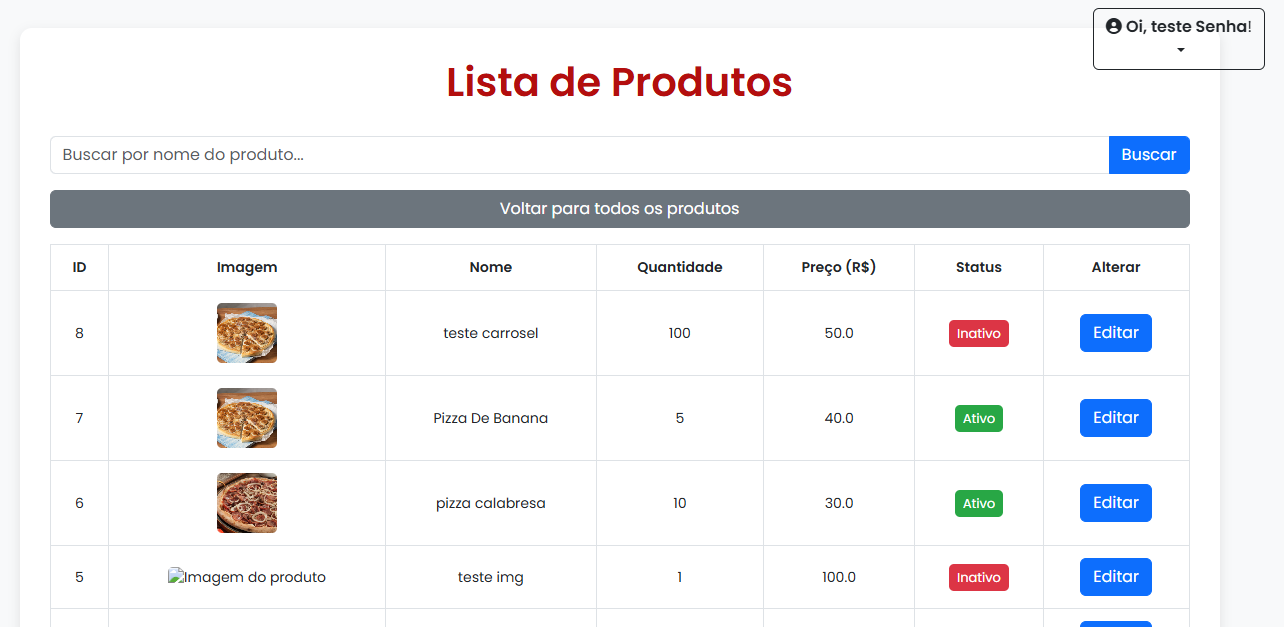 Oi, teste Senha!
Lista de Produtos
Buscar por nome do produto...
Buscar
Voltar para todos os produtos
ID Imagem Nome Quantidade Preço (R$) Status Alterar
8 teste carrosel 100 50.0 Inativo Editar
7 Pizza De Banana 5 40.0 Ativo Editar
6 pizza calabresa 10 30.0 Ativo Editar
5 Imagem do produto teste img 1 100.0 Inativo Editar